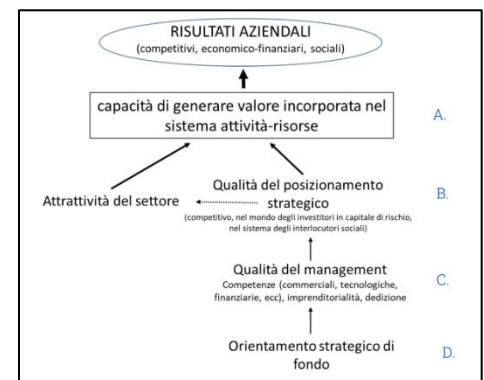 RISULTATI AZIENDALI
(competitivi, economico-finanziari, sociali)
capacità di generare valore incorporata nel
sistema attività-risorse
A.
Attrattività del settore
Qualità del posizionamento
strategico
(competitivo, nel mondo degli investitori in capitale di rischio,
nel sistema degli interlocutori sociali)
B.
Qualità del management
Competenze (commerciali, tecnologiche,
finanziarie, ecc), imprenditorialità, dedizione
C.
Orientamento strategico di
fondo
D.